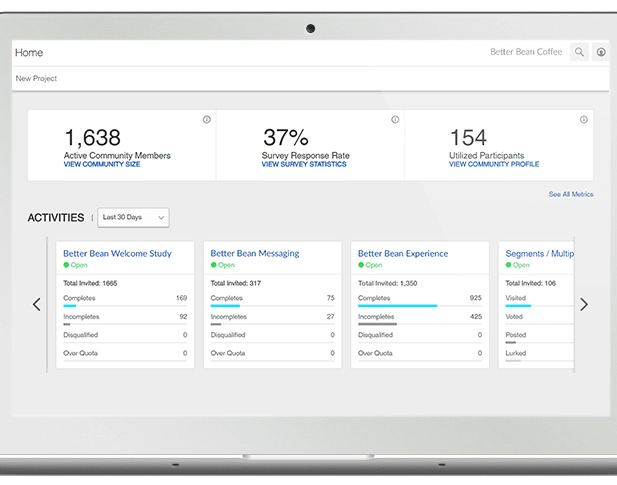 Home
Better Bean Coffee
New Project
1,638
Active Community Members
VIEW COMMUNITY SIZE
37%
Survey Response Rate
VIEW SURVEY STATISTICS
154
Utilized Participants
VIEW COMMUNITY PROFILE
See All Metrics
ACTIVITIES | Last 30 Days
Better Bean Welcome Study
Open
Total Invited: 1665
Completes 169
Incompletes 92
Disqualified 0
Over Quota 0
Better Bean Messaging
Open
Total Invited: 317
Completes 75
Incompletes 27
Disqualified 0
Over Quota 0
Better Bean Experience
Open
Total Invited: 1,350
Completes 925
Incompletes 425
Disqualified 0
Over Quota 0
Segments / Multip
Open
Total Invited: 106
Visited
Voted
Posted
Lurked